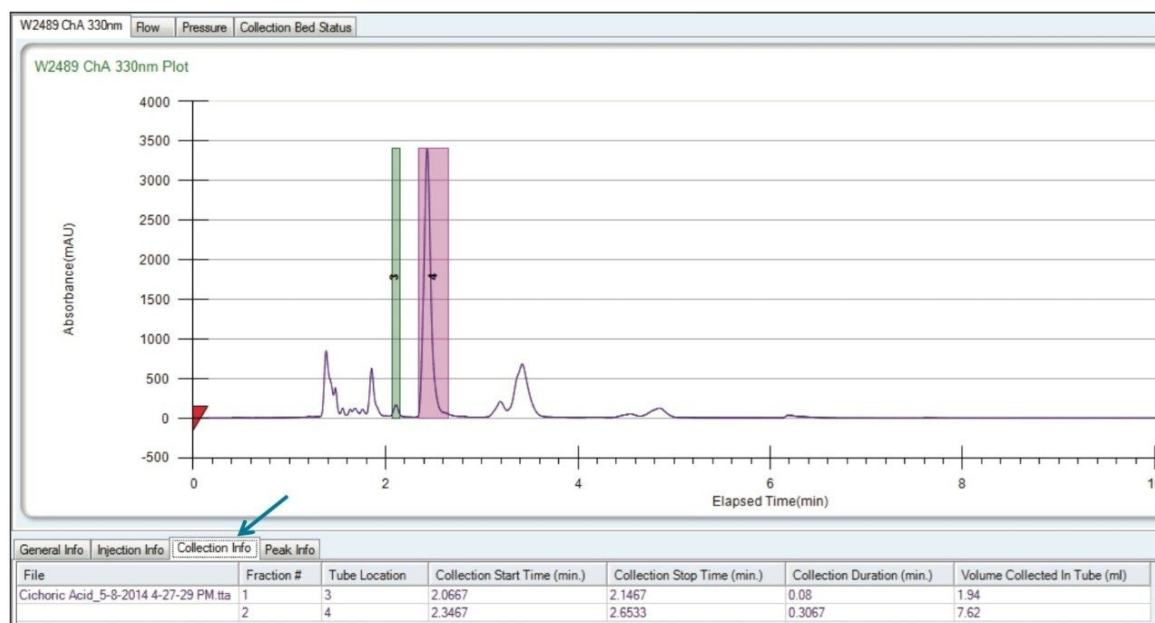 W2489 ChA 330nm Flow Pressure Collection Bed Status
W2489 ChA 330nm Plot
Absorbance(mAU)
4000
3500
3000
2500
2000
1500
1000
500
0
-500
3 4
0 2 4 6 8 10
Elapsed Time(min)
General Info Injection Info Collection Info Peak Info
File Fraction # Tube Location Collection Start Time (min.) Collection Stop Time (min.) Collection Duration (min.) Volume Collected In Tube (ml)
Cichoric Acid_5-8-2014 4-27-29 PM.tta 1 3 2.0667 2.1467 0.08 1.94
2 4 2.3467 2.6533 0.3067 7.62